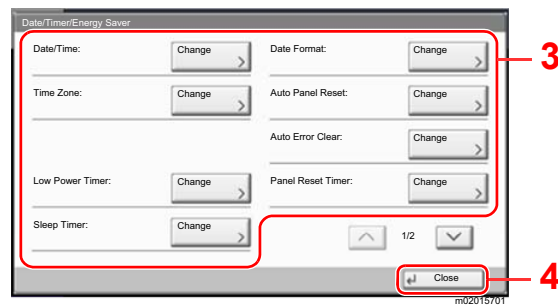 Date/Timer/Energy Saver
Date/Time: Change Date Format: Change 3
Time Zone: Change Auto Panel Reset: Change
Auto Error Clear: Change
Low Power Timer: Change Panel Reset Timer: Change
Sleep Timer: Change 1/2
Close 4
m02015701